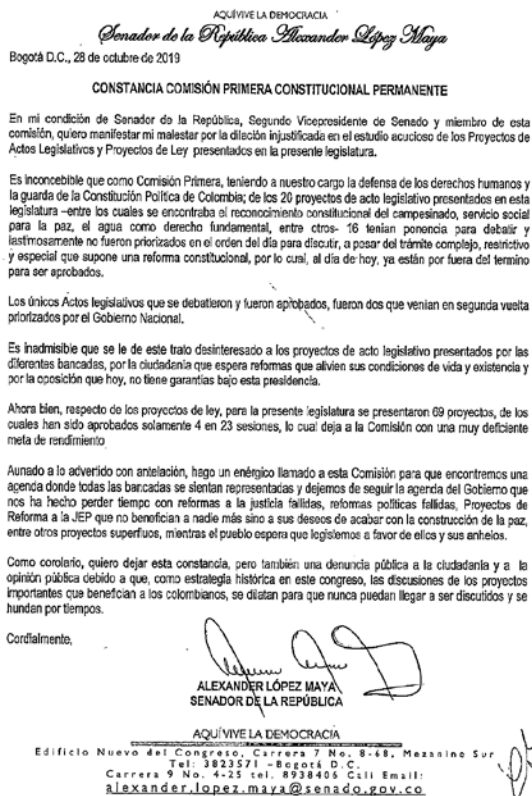 AQUÍVIVE LA DEMOCRACIA
Senador de la República Alexander López Maya
Bogotá D.C., 28 de octubre de 2019
CONSTANCIA COMISIÓN PRIMERA CONSTITUCIONAL PERMANENTE
En mi condición de Senador de la República, Segundo Vicepresidente de Senado y miembro de esta
comisión, quiero manifestar mi malestar por la dilación injustificada en el estudio acucioso de los Proyectos de
Actos Legislativos y Proyectos de Ley presentados en la presente legislatura.
Es inconcebible que como Comisión Primera, teniendo a nuestro cargo la defensa de los derechos humanos y
la guarda de la Constitución Política de Colombia; de los 20 proyectos de acto legislativo presentados en esta
legislatura –entre los cuales se encontraba el reconocimiento constitucional del campesinado, servicio social
para la paz, el agua como derecho fundamental, entre otros- 16 tenían ponencia para debatir y
lastimosamente no fueron priorizados en el orden del día para discutir, a pesar del trámite complejo, restrictivo
y especial que supone una reforma constitucional, por lo cual, al día de hoy, ya están por fuera del termino
para ser aprobados.
Los únicos Actos legislativos que se debatieron y fueron aprobados, fueron dos que venían en segunda vuelta
priorizados por el Gobierno Nacional.
Es inadmisible que se le de este trato desinteresado a los proyectos de acto legislativo presentados por las
diferentes bancadas, por la ciudadanía que espera reformas que alivien sus condiciones de vida y existencia y
por la oposición que hoy, no tiene garantías bajo esta presidencia.
Ahora bien, respecto de los proyectos de ley, para la presente legislatura se presentaron 69 proyectos, de los
cuales han sido aprobados solamente 4 en 23 sesiones, lo cual deja a la Comisión con una muy deficiente
meta de rendimiento
Aunado a lo advertido con antelación, hago un enérgico llamado a esta Comisión para que encontremos una
agenda donde todas las bancadas se sientan representadas y dejemos de seguir la agenda del Gobierno que
nos ha hecho perder tiempo con reformas a la justicia fallidas, reformas políticas fallidas, Proyectos de
Reforma a la JEP que no benefician a nadie más sino a sus deseos de acabar con la construcción de la paz,
entre otros proyectos superfluos, mientras el pueblo espera que legislemos a favor de ellos y sus anhelos.
Como corolario, quiero dejar esta constancia, pero también una denuncia pública a la ciudadanía y a la
opinión pública debido a que, como estrategia histórica en este congreso, las discusiones de los proyectos
importantes que benefician a los colombianos, se dilatan para que nunca puedan llegar a ser discutidos y se
hundan por tiempos.
Cordialmente,
ALEXANDER LÓPEZ MAYA
SENADOR DE LA REPÚBLICA
AQUÍVIVE LA DEMOCRACIA
Edificio Nuevo del Congreso, Carrera 7 No. 8-68, Mezanine Sur
Tel: 3823571 –Bogotá D.C.
Carrera 9 No. 4-25 tel. 8938406 Cali Email:
alexander.lopez.maya@senado.gov.co